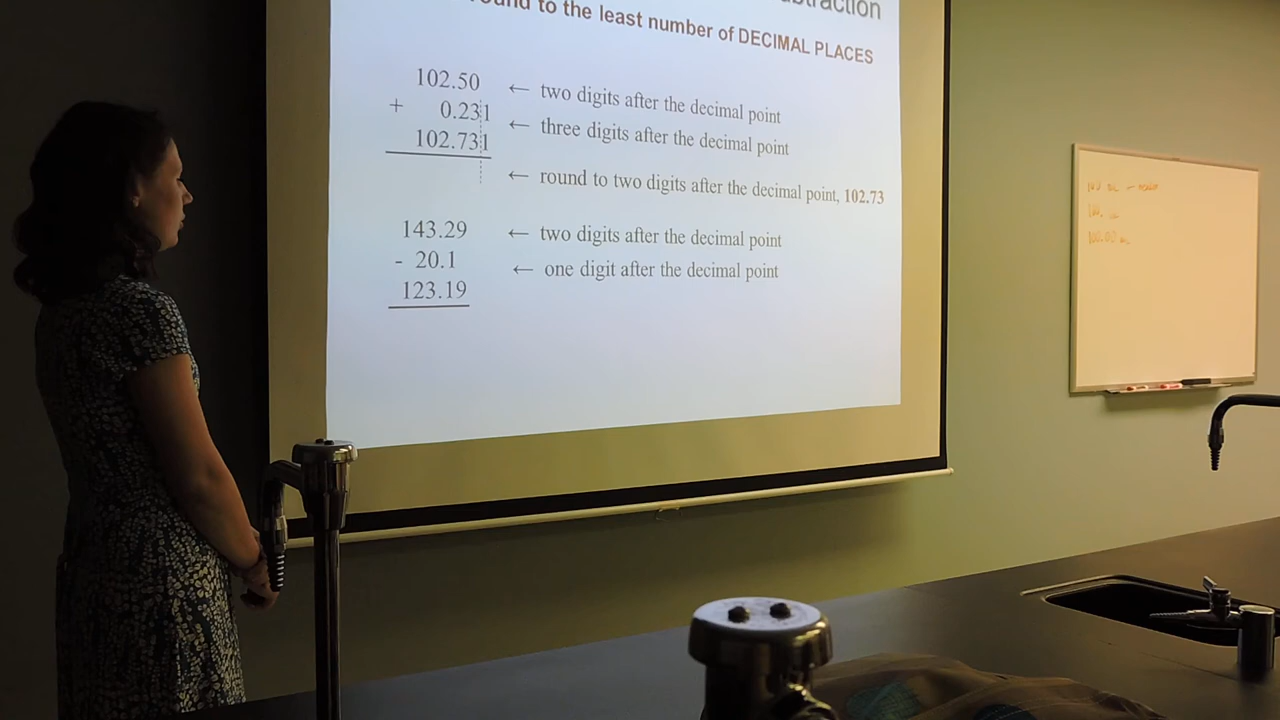 to the least number of DECIMAL PLACES
102.50 ← two digits after the decimal point
+ 0.231 ← three digits after the decimal point
102.731
← round to two digits after the decimal point, 102.73
143.29 ← two digits after the decimal point
- 20.1 ← one digit after the decimal point
123.19